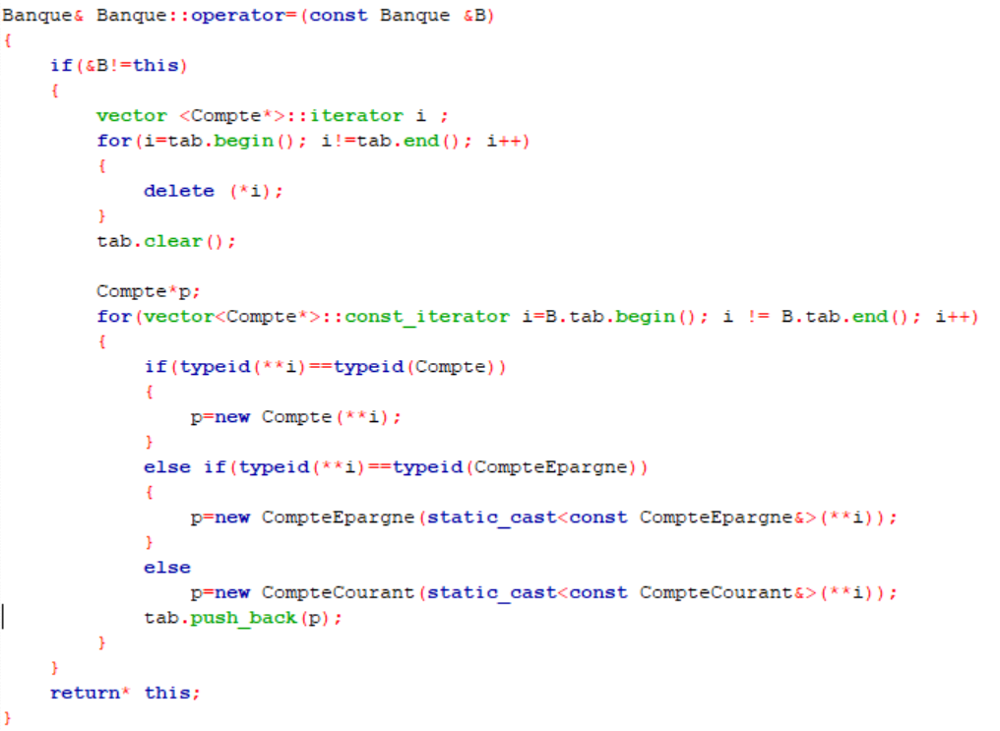 Banque& Banque::operator=(const Banque &B)
{
    if(&B!=this)
    {
        vector <Compte*>::iterator i ;
        for(i=tab.begin(); i!=tab.end(); i++)
        {
            delete (*i);
        }
        tab.clear();

        Compte*p;
        for(vector<Compte*>::const_iterator i=B.tab.begin(); i != B.tab.end(); i++)
        {
            if(typeid(**i)==typeid(Compte))
            {
                p=new Compte(**i);
            }
            else if(typeid(**i)==typeid(CompteEpargne))
            {
                p=new CompteEpargne(static_cast<const CompteEpargne&>(**i));
            }
            else
                p=new CompteCourant(static_cast<const CompteCourant&>(**i));
            tab.push_back(p);
        }
    }
    return* this;
}